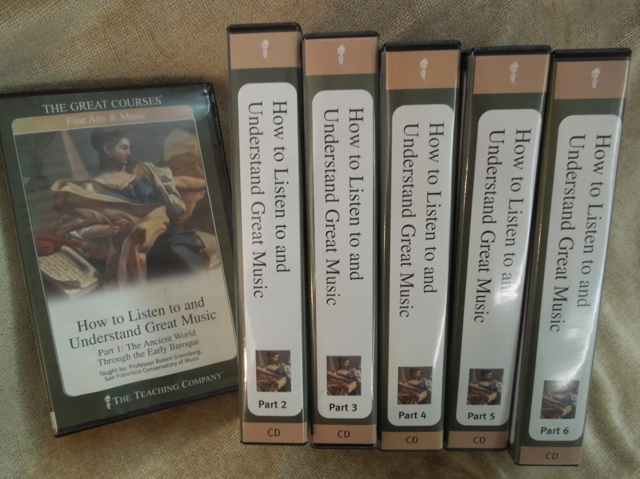 THE GREAT COURSES®
Fine Arts & Music
How to Listen to and
Understand Great Music
Part 1: The Ancient World
Through the Early Baroque
Taught by: Professor Robert Greenberg,
San Francisco Conservatory of Music
THE TEACHING COMPANY®
How to Listen to and
Understand Great Music
Part 2
CD
How to Listen to and
Understand Great Music
Part 3
CD
How to Listen to and
Understand Great Music
Part 4
CD
How to Listen to and
Understand Great Music
Part 5
CD
How to Listen to and
Understand Great Music
Part 6
CD